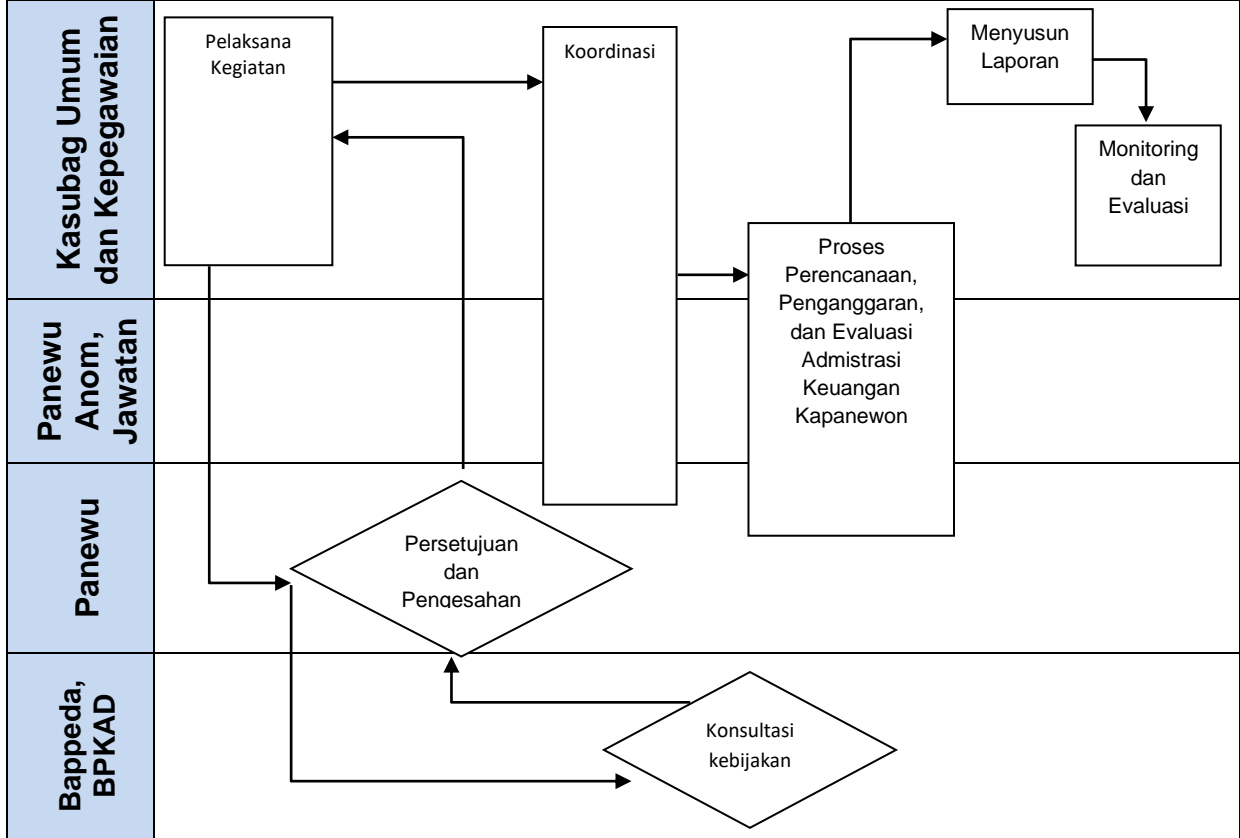 Kasubag Umum
dan Kepegawaian
Pelaksana
Kegiatan
Koordinasi
Menyusun
Laporan
Monitoring
dan
Evaluasi
Proses
Perencanaan,
Penganggaran,
dan Evaluasi
Admistrasi
Keuangan
Kapanewon
Panewu
Anom,
Jawatan
Panewu
Persetujuan
dan
Pengesahan
Bappeda,
BPKAD
Konsultasi
kebijakan